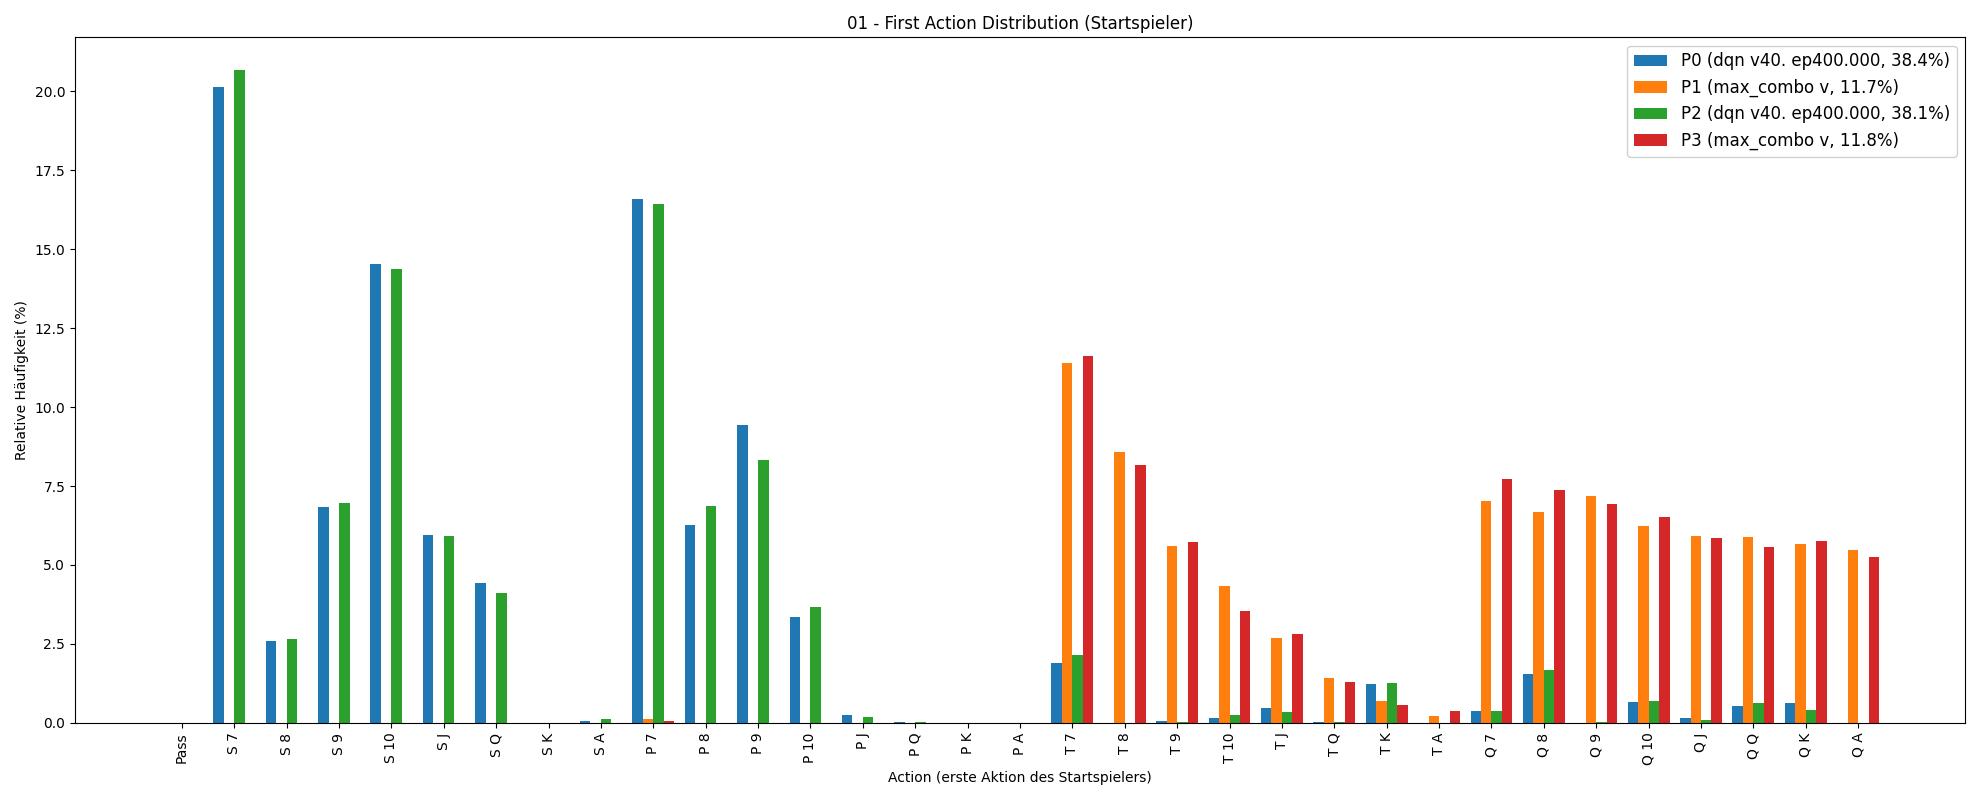 01 - First Action Distribution (Startspieler)
P0 (dqn v40. ep400.000, 38.4%)
P1 (max_combo v, 11.7%)
P2 (dqn v40. ep400.000, 38.1%)
P3 (max_combo v, 11.8%)
Relative Häufigkeit (%)
20.0
17.5
15.0
12.5
10.0
7.5
5.0
2.5
0.0
Pass
S 7
S 8
S 9
S 10
S J
S Q
S K
S A
P 7
P 8
P 9
P 10
P J
P Q
P K
P A
T 7
T 8
T 9
T 10
T J
T Q
T K
T A
Q 7
Q 8
Q 9
Q 10
Q J
Q Q
Q K
Q A
Action (erste Aktion des Startspielers)